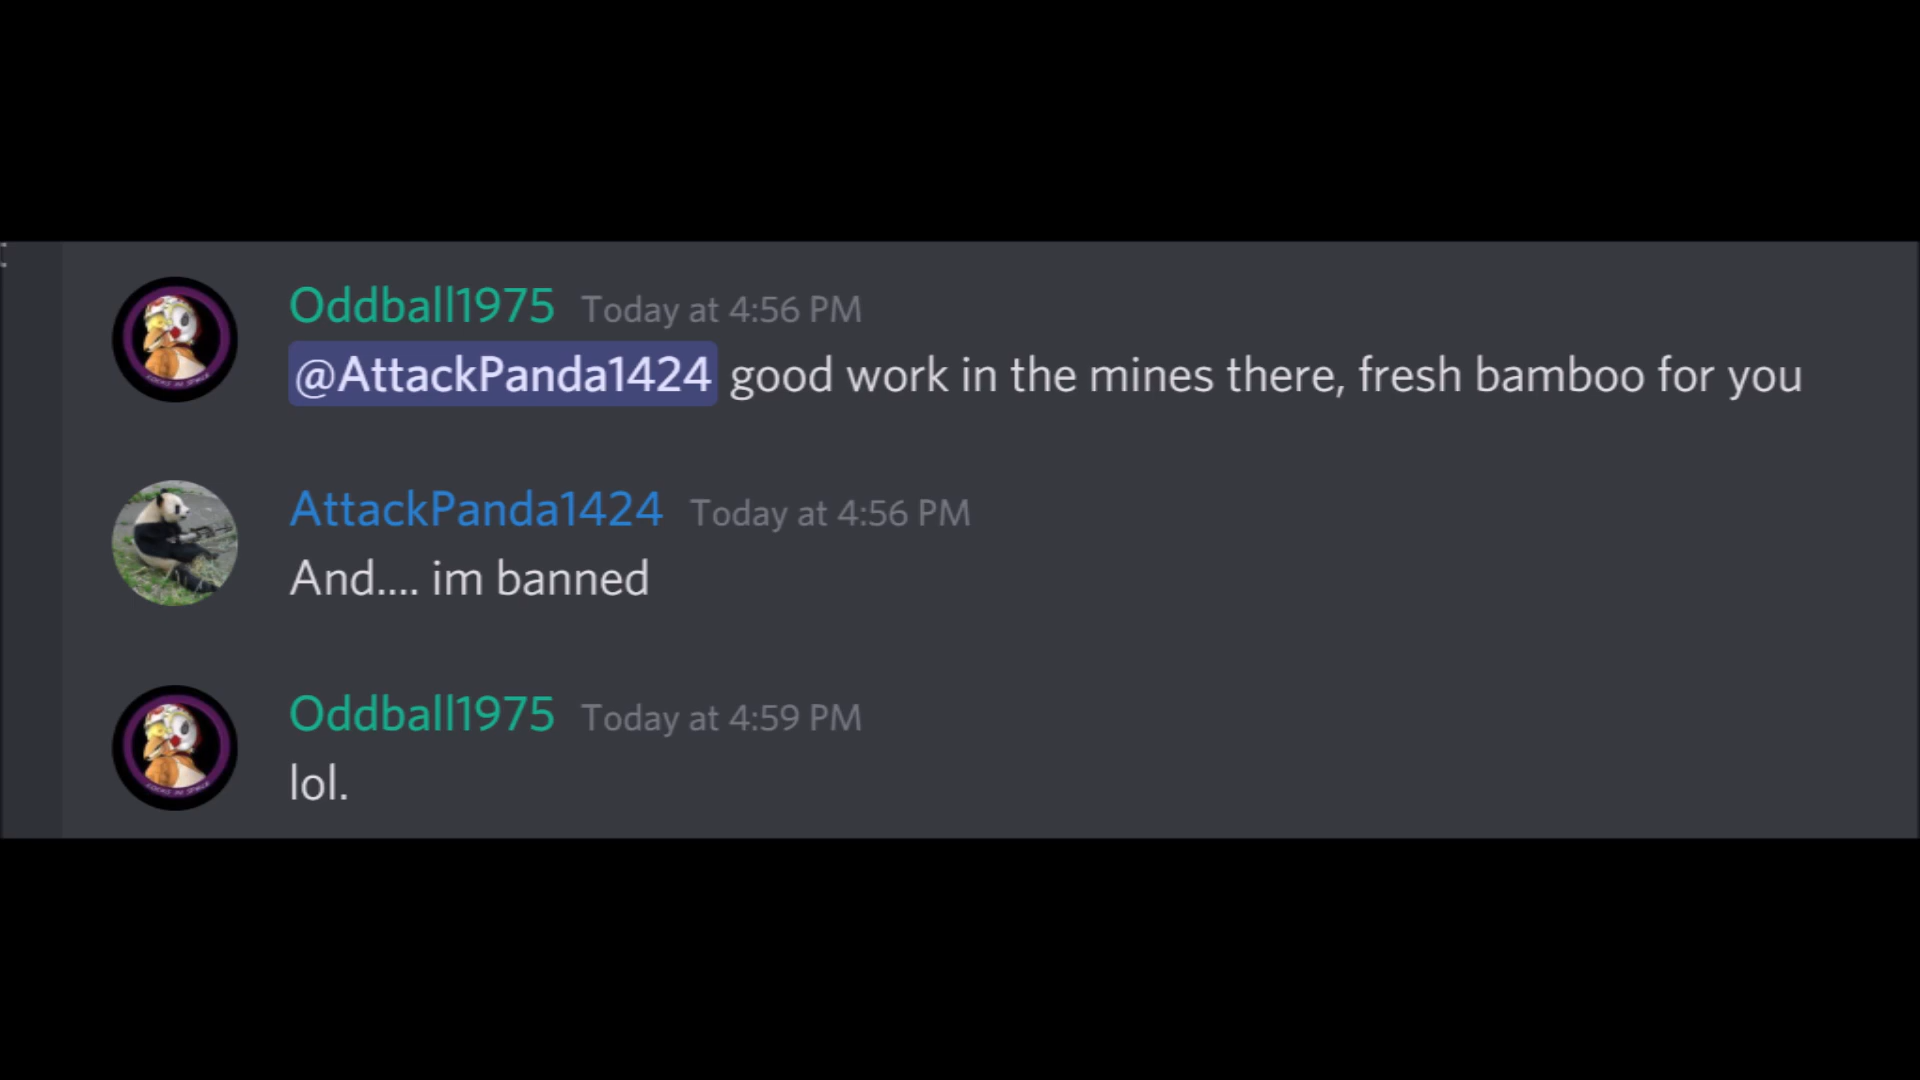 Oddball1975 Today at 4:56 PM
@AttackPanda1424 good work in the mines there, fresh bamboo for you
AttackPanda1424 Today at 4:56 PM
And.... im banned
Oddball1975 Today at 4:59 PM
lol.